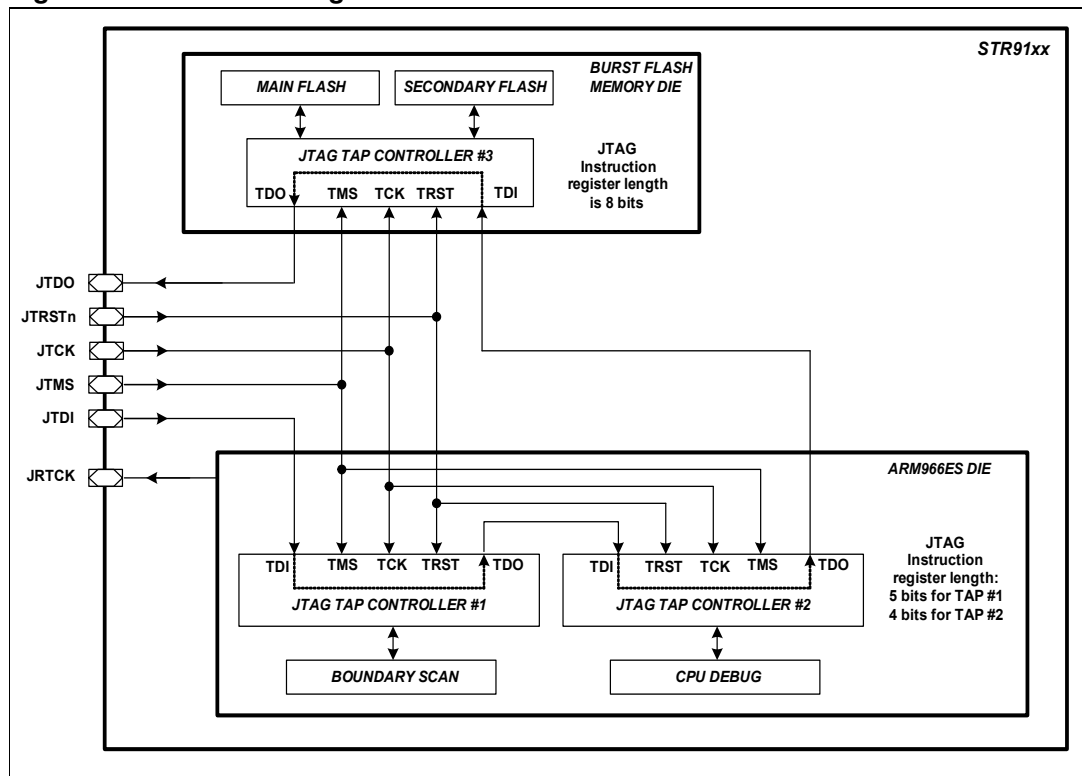 STR91xx
BURST FLASH
MEMORY DIE
MAIN FLASH
SECONDARY FLASH
JTAG TAP CONTROLLER #3
JTAG
Instruction
register length
is 8 bits
TDO TMS TCK TRST TDI
JTDO
JTRSTn
JTCK
JTMS
JTDI
JRTCK
ARM966ES DIE
TDI TMS TCK TRST TDO
JTAG TAP CONTROLLER #1
BOUNDARY SCAN
TDI TRST TCK TMS TDO
JTAG TAP CONTROLLER #2
CPU DEBUG
JTAG
Instruction
register length:
5 bits for TAP #1
4 bits for TAP #2